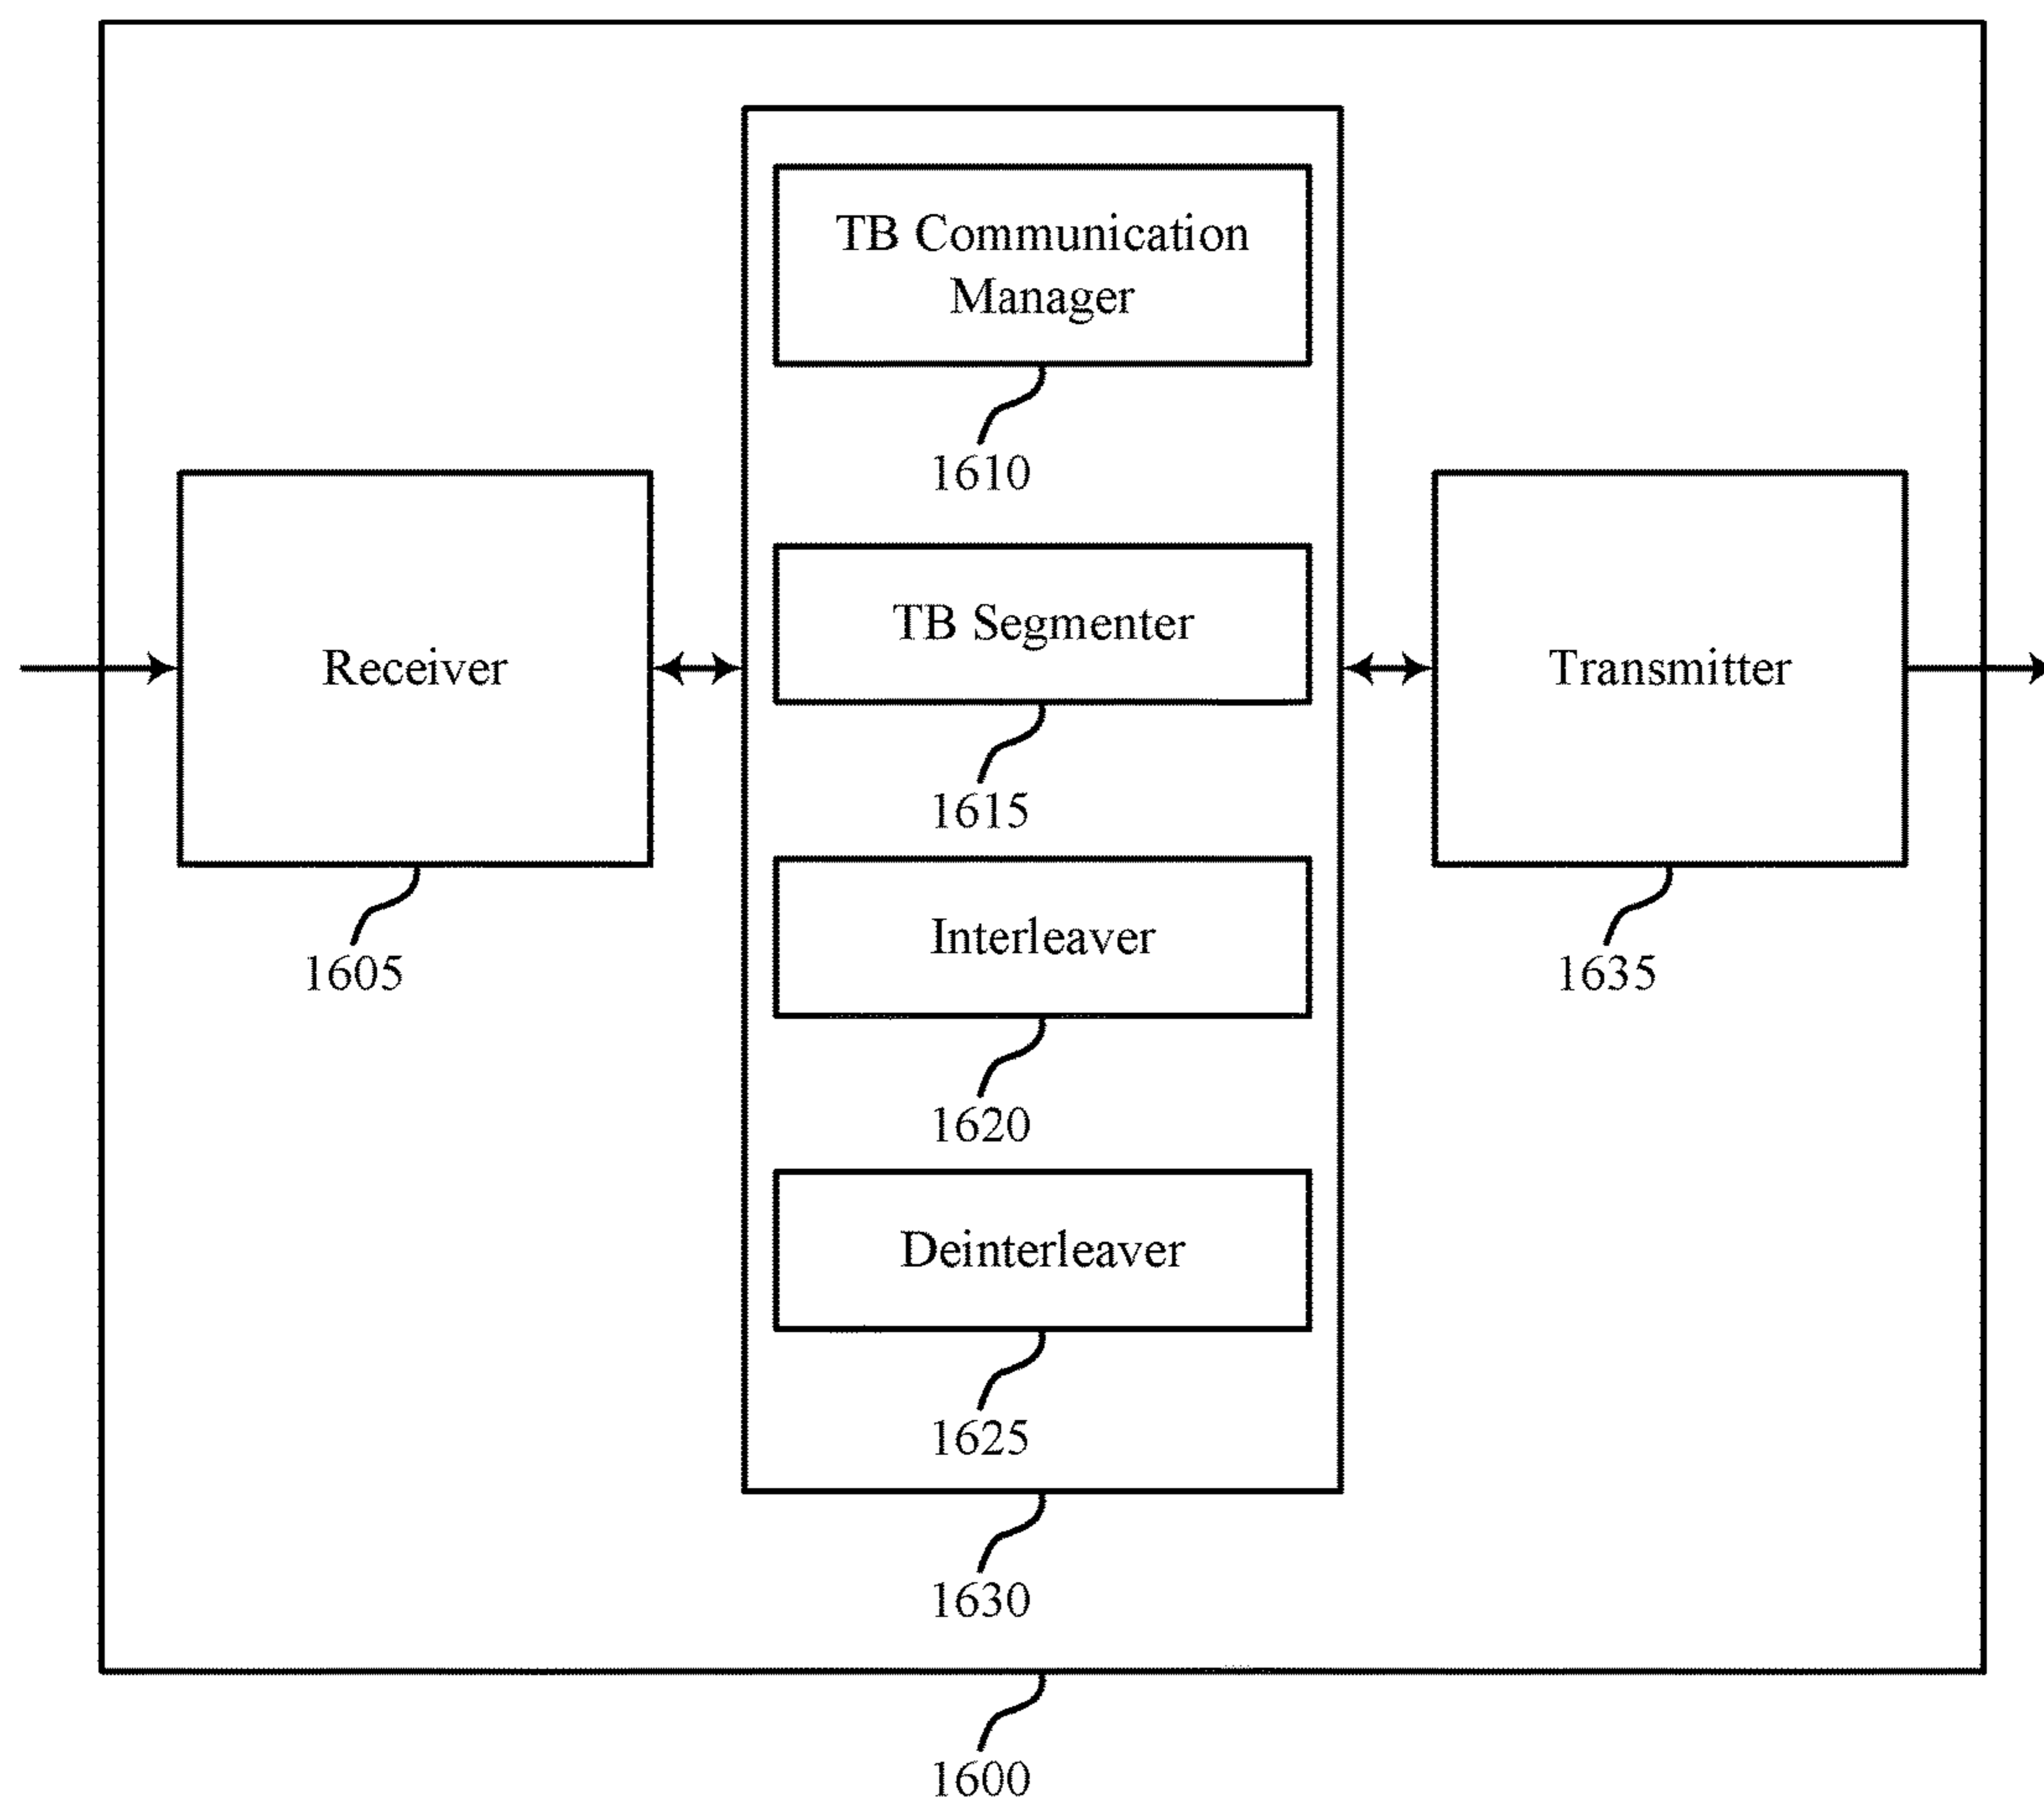 TB Communication
Manager
1610
TB Segmenter
1615
Receiver
1605
Transmitter
1635
Interleaver
1620
Deinterleaver
1625
1630
1600